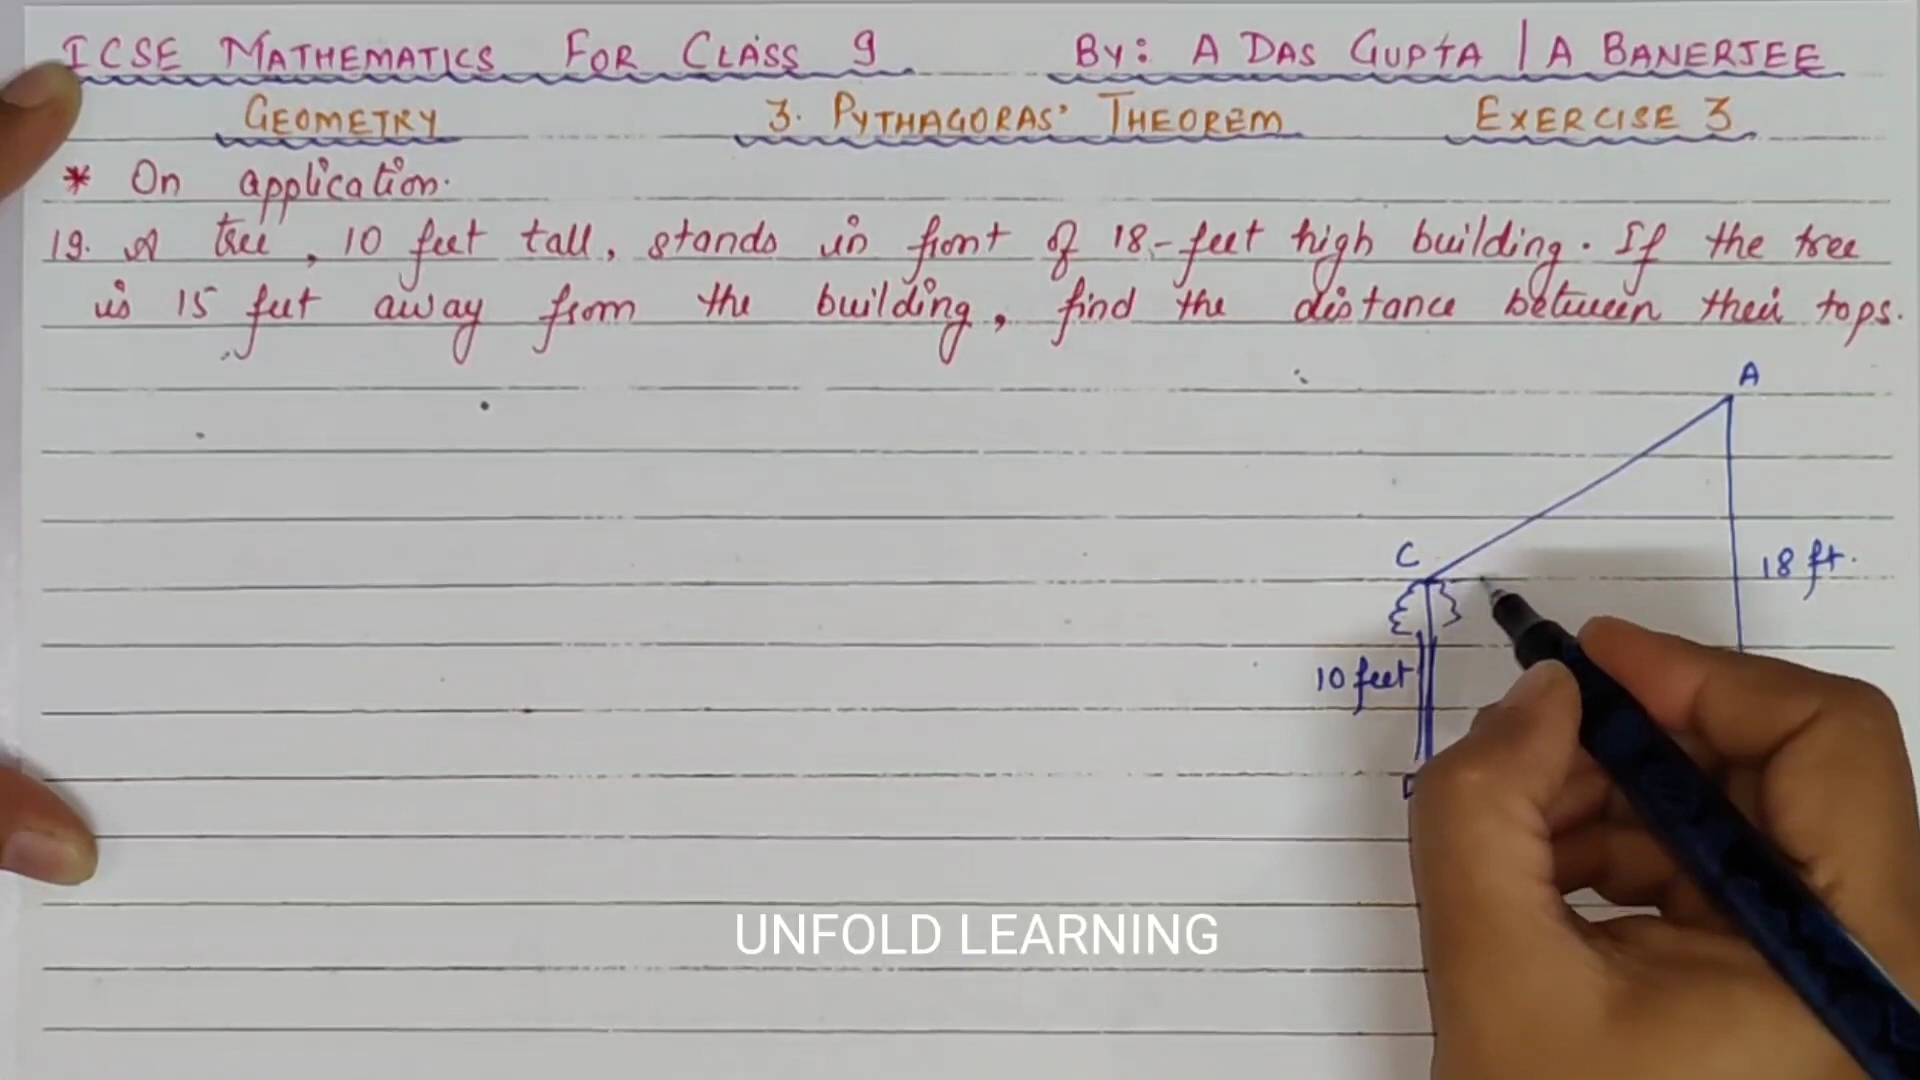 ICSE MATHEMATICS FOR CLASS 9 BY: A DAS GUPTA | A BANERJEE
GEOMETRY 3. PYTHAGORAS' THEOREM EXERCISE 3
* On application.
19. A tree, 10 feet tall, stands in front of 18-feet high building. If the tree
is 15 feet away from the building, find the distance between their tops.
A
C
18 ft.
10 feet
UNFOLD LEARNING